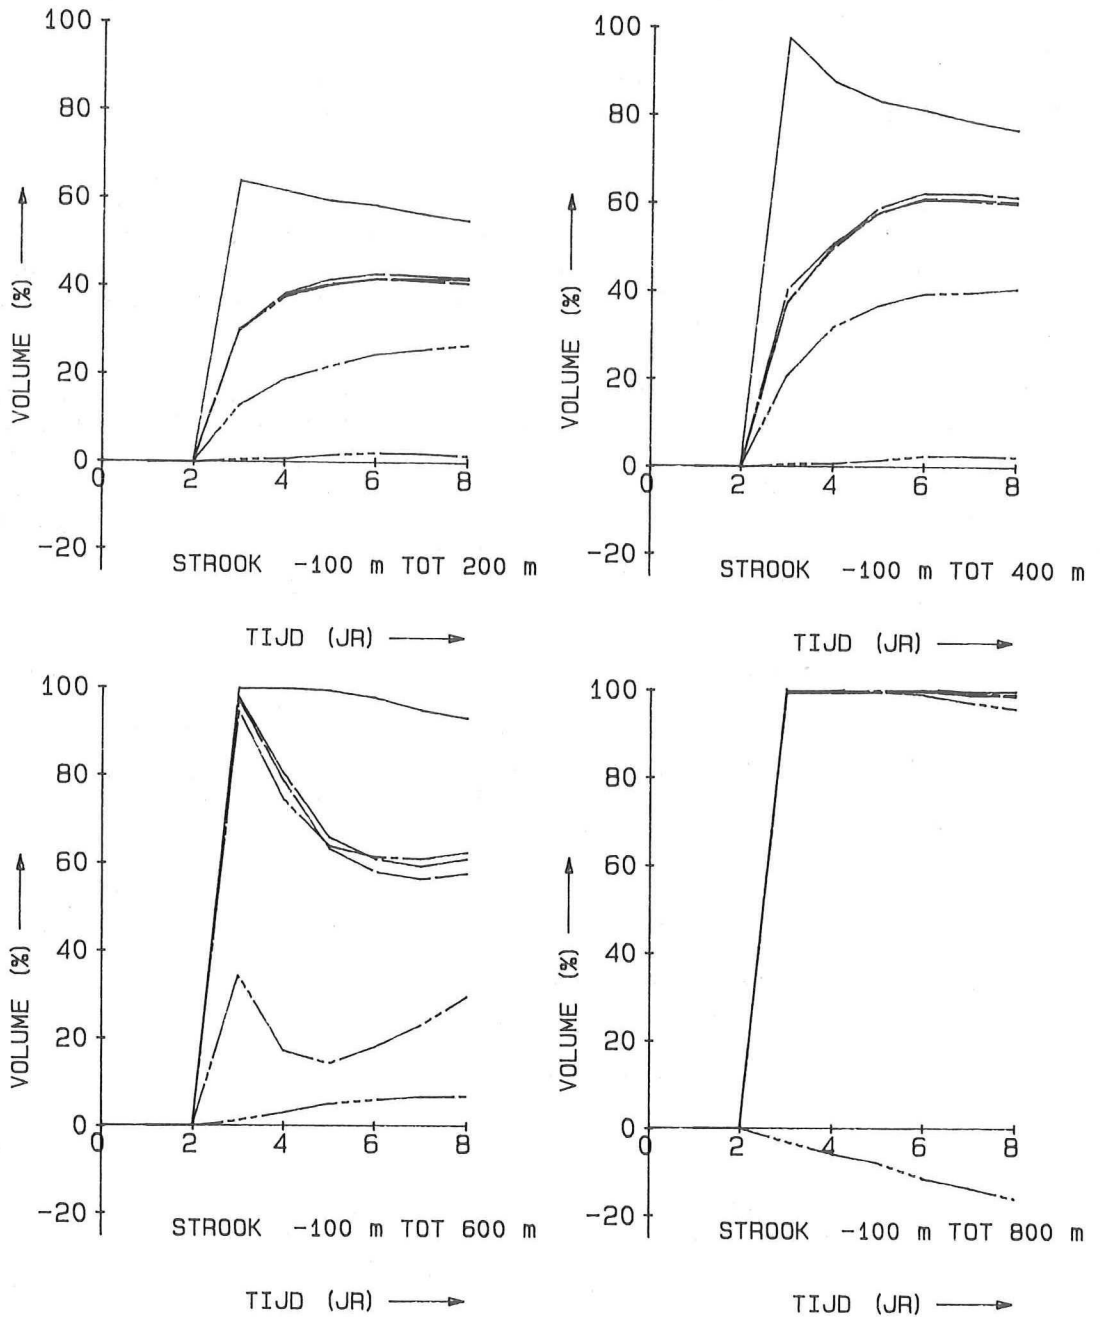 100
80
60
40
20
0
-20
VOLUME (%)
0 2 4 6 8
STROOK -100 m TOT 200 m
TIJD (JR)
100
80
60
40
20
0
-20
VOLUME (%)
0 2 4 6 8
STROOK -100 m TOT 400 m
TIJD (JR)
100
80
60
40
20
0
-20
VOLUME (%)
0 2 4 6 8
STROOK -100 m TOT 600 m
TIJD (JR)
100
80
60
40
20
0
-20
VOLUME (%)
0 2 4 6 8
STROOK -100 m TOT 800 m
TIJD (JR)